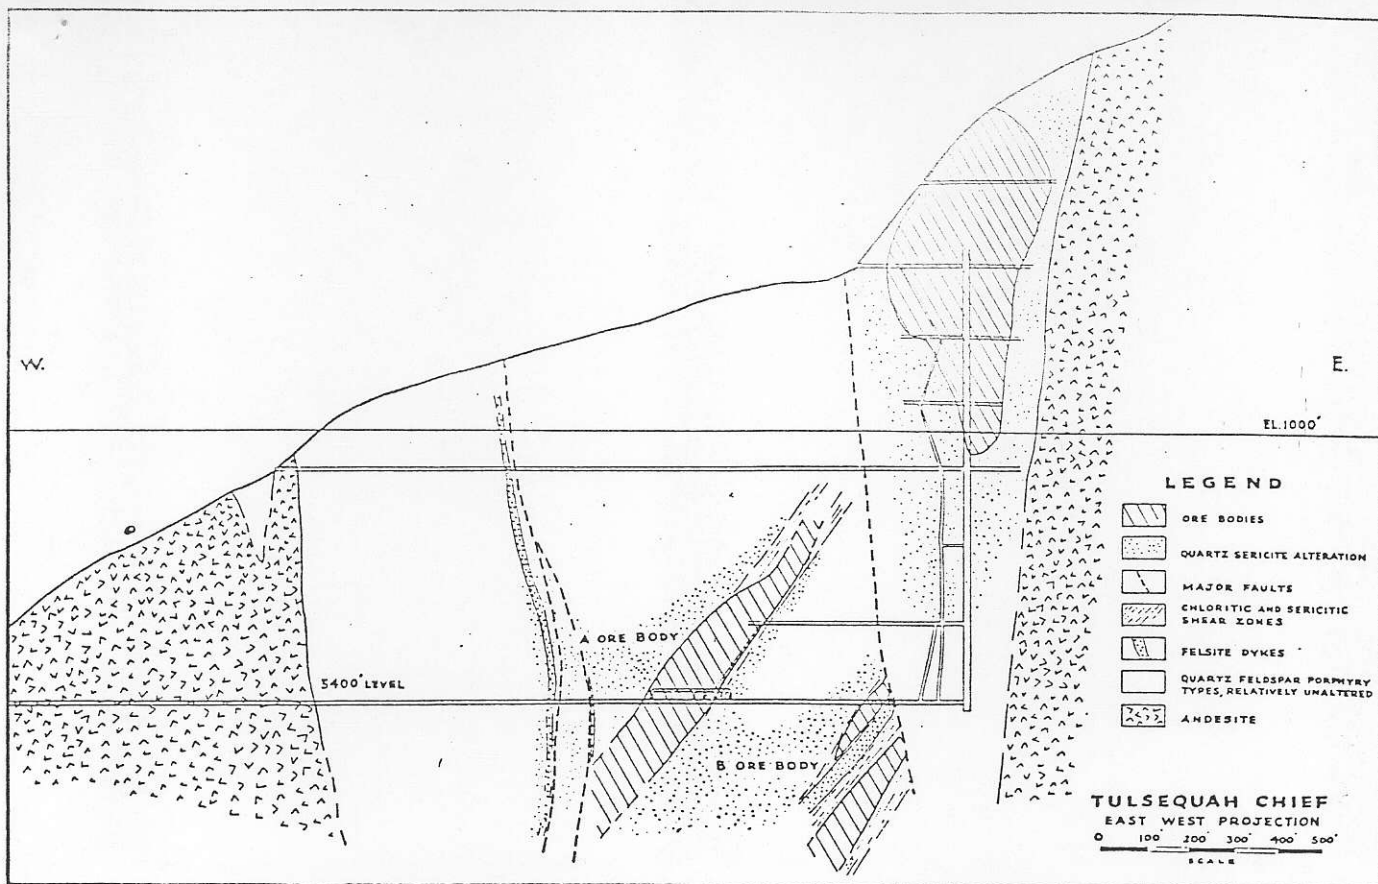 W.
E.
EL.1000'
A ORE BODY
5400' LEVEL
B ORE BODY
LEGEND
ORE BODIES
QUARTZ SERICITE ALTERATION
MAJOR FAULTS
CHLORITIC AND SERICITIC
SHEAR ZONES
FELSITE DYKES
QUARTZ FELDSPAR PORPHYRY
TYPES, RELATIVELY UNALTERED
ANDESITE
TULSEQUAH CHIEF
EAST WEST PROJECTION
0 100' 200' 300' 400' 500'
SCALE